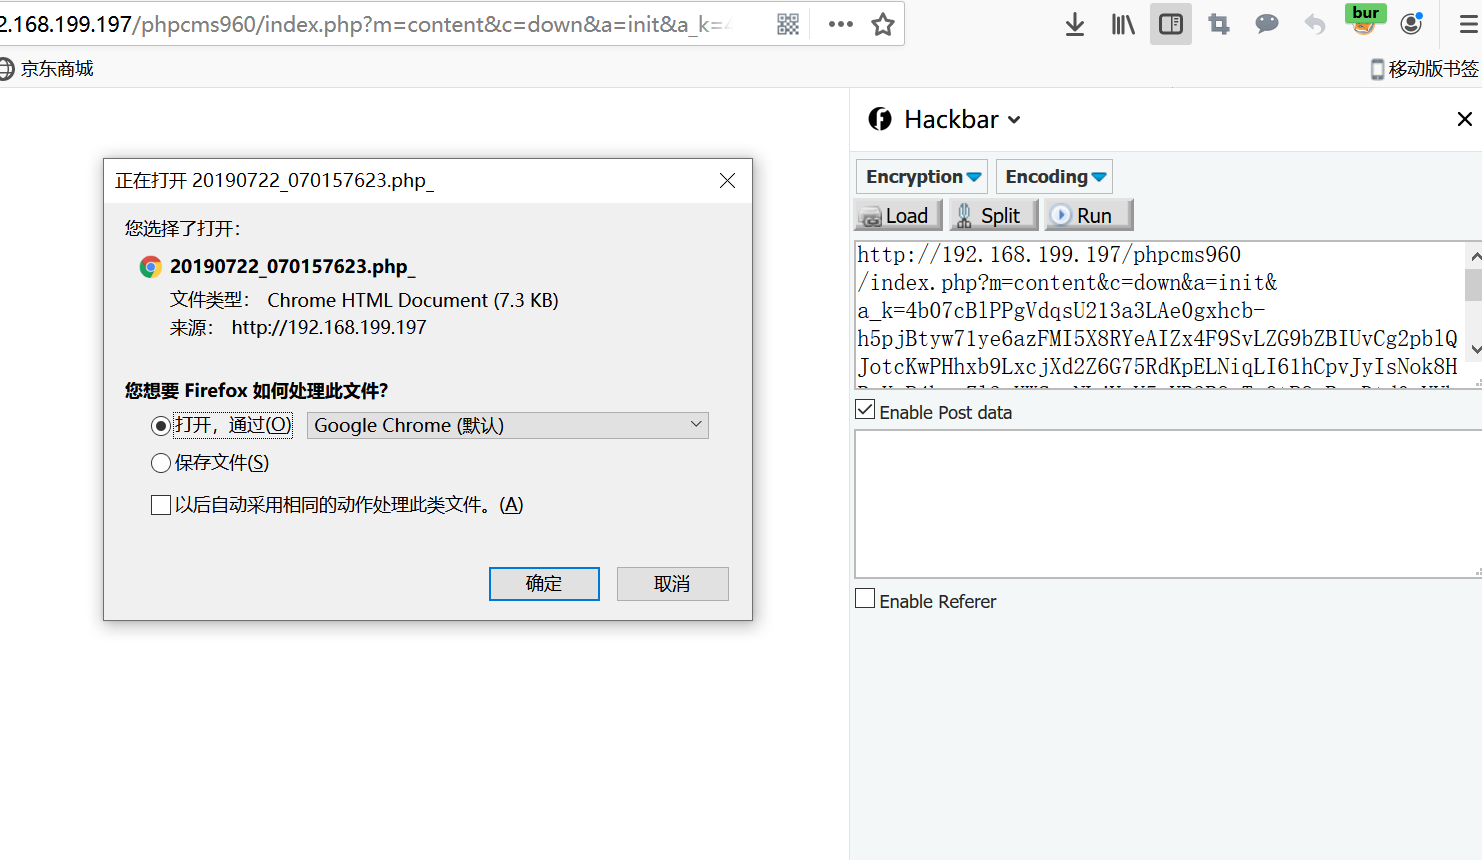 2.168.199.197/phpcms960/index.php?m=content&c=down&a=init&a_k=
bur
京东商城
移动版书签
Hackbar
正在打开 20190722_070157623.php_
您选择了打开：
20190722_070157623.php_
文件类型： Chrome HTML Document (7.3 KB)
来源： http://192.168.199.197
您想要 Firefox 如何处理此文件？
打开，通过(O)
Google Chrome (默认)
保存文件(S)
以后自动采用相同的动作处理此类文件。(A)
确定
取消
Encryption
Encoding
Load
Split
Run
http://192.168.199.197/phpcms960
/index.php?m=content&c=down&a=init&
a_k=4b07cBlPPgVdqsU213a3LAe0gxhcb-
h5pjBtyw71ye6azFMI5X8RYeAIZx4F9SvLZG9bZBIUvCg2pblQ
JotcKwPHhxb9LxcjXd2Z6G75RdKpELNiqLI61hCpvJyIsNok8H
Enable Post data
Enable Referer